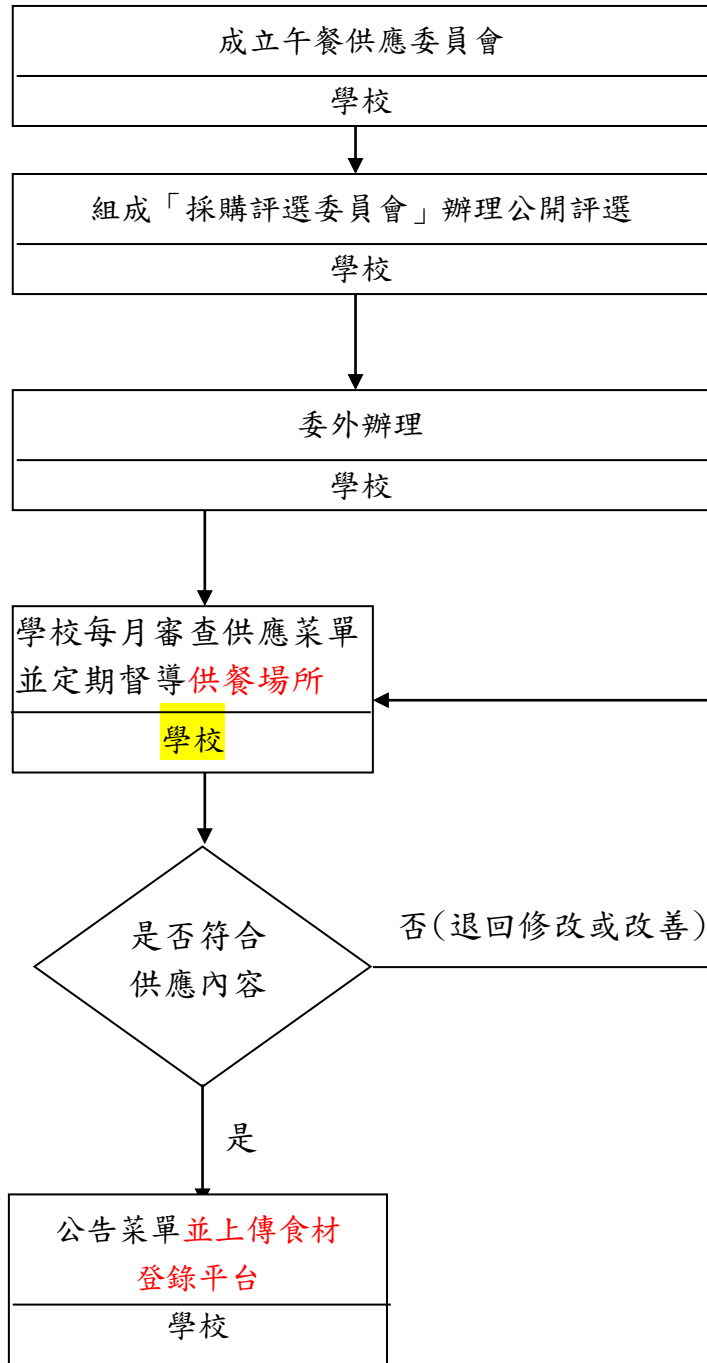 成立午餐供應委員會
學校
組成「採購評選委員會」辦理公開評選
學校
委外辦理
學校
學校每月審查供應菜單
並定期督導供餐場所
學校
是否符合
供應內容
否(退回修改或改善)
是
公告菜單並上傳食材
登錄平台
學校